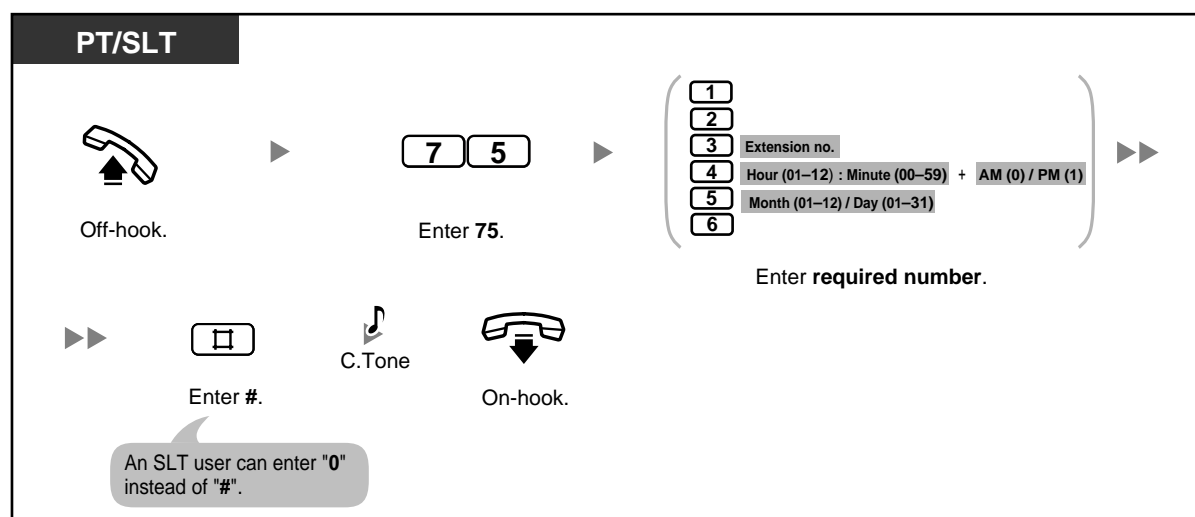 PT/SLT
Off-hook.
7 5
Enter 75.
1
2
3 Extension no.
4 Hour (01–12) : Minute (00–59) + AM (0) / PM (1)
5 Month (01–12) / Day (01–31)
6
Enter required number.
#
Enter #.
C.Tone
On-hook.
An SLT user can enter "0"
instead of "#".